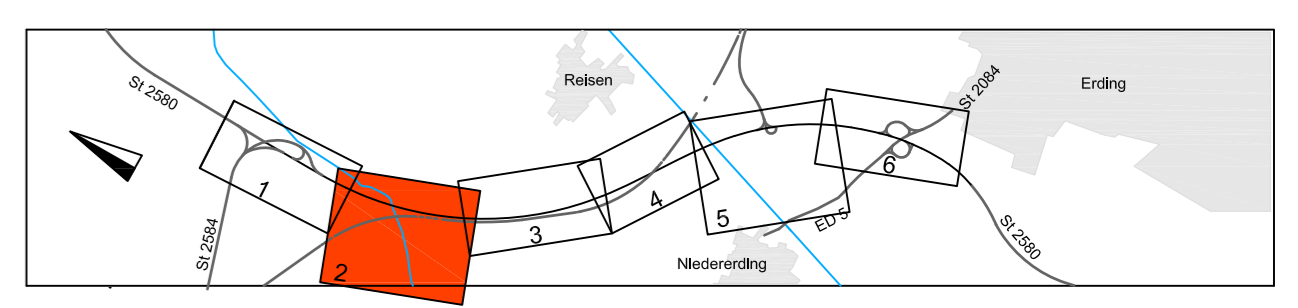 St 2580
St 2584
1
2
3
Reisen
4
5
Niedererding
ED 5
6
St 2084
Erding
St 2580